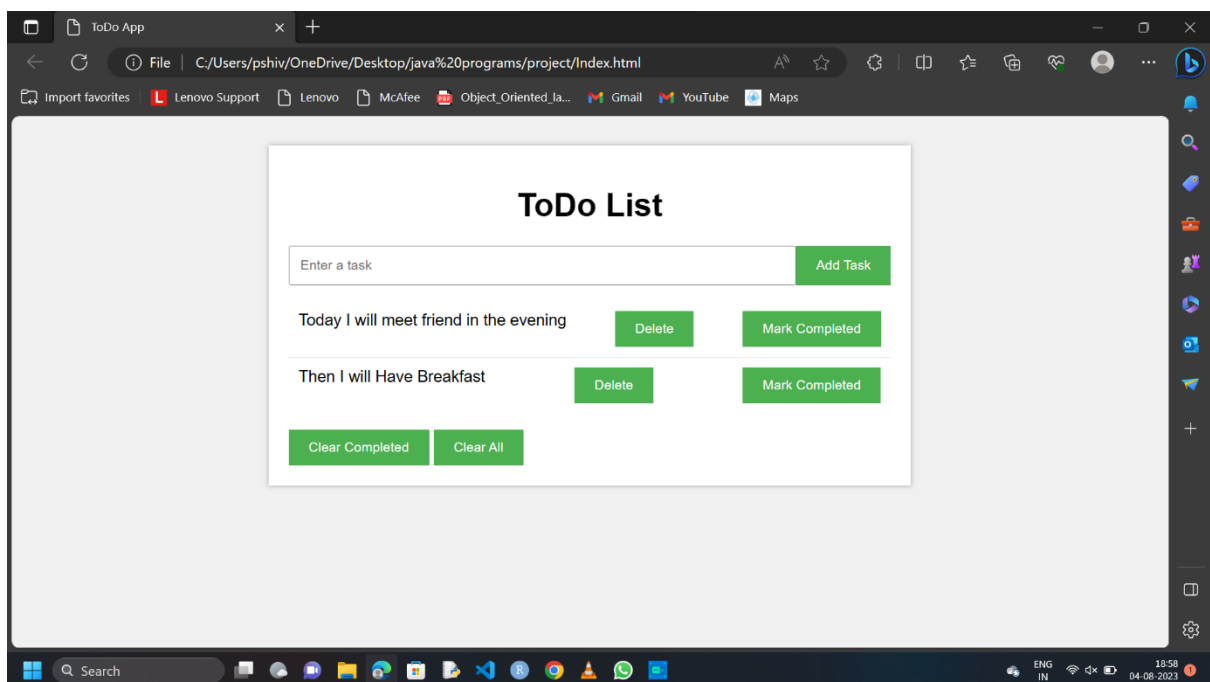 ToDo App
File | C:/Users/pshiv/OneDrive/Desktop/java%20programs/project/Index.html
Import favorites L Lenovo Support Lenovo McAfee PDF Object_Oriented_la... Gmail YouTube Maps
ToDo List
Enter a task Add Task
Today I will meet friend in the evening Delete Mark Completed
Then I will Have Breakfast Delete Mark Completed
Clear Completed Clear All
Search ENG 18:58
IN 04-08-2023 1